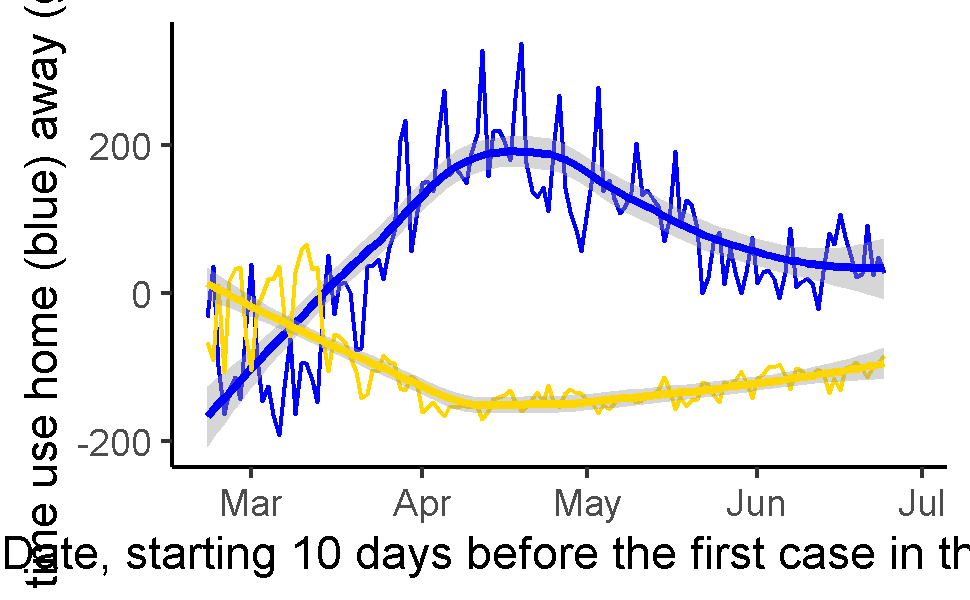 time use home (blue) away (
200
0
-200
Mar Apr May Jun Jul
Date, starting 10 days before the first case in th